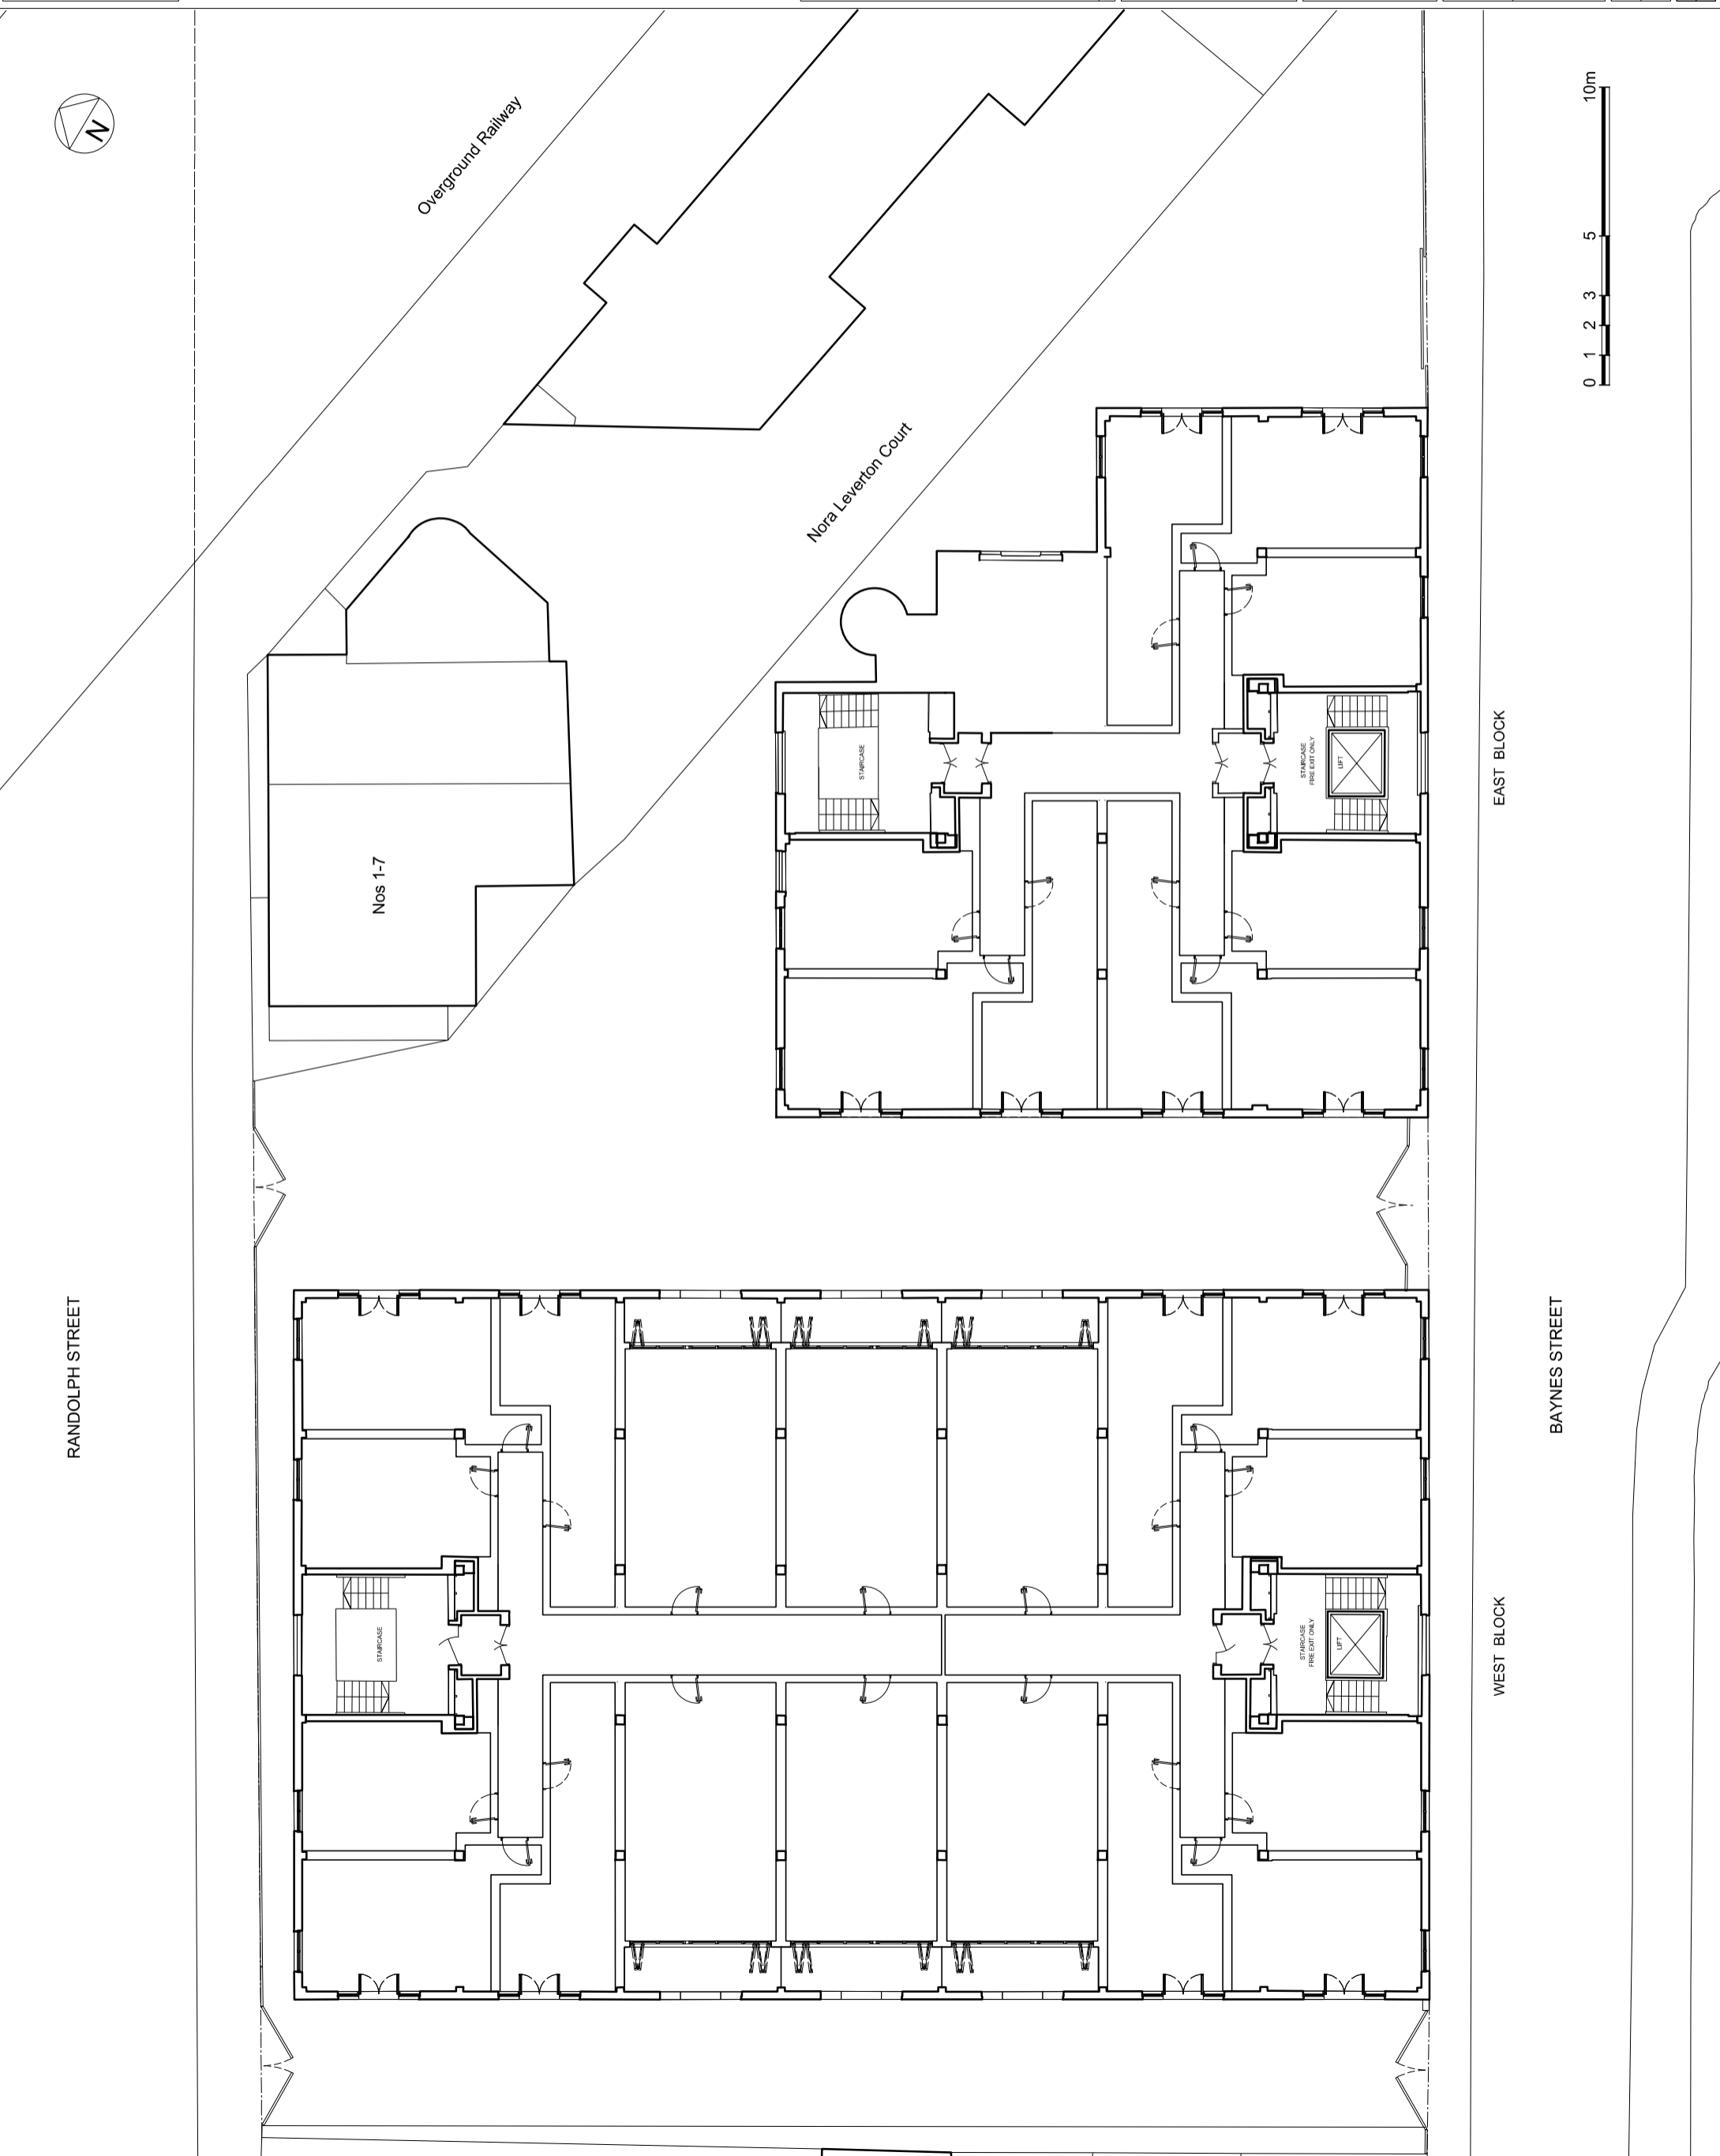 N
Overground Railway
10m
5
3
2
1
0
Nora Leverton Court
STAIRCASE
STAIRCASE
FIRE EXIT ONLY
LIFT
EAST BLOCK
Nos 1-7
RANDOLPH STREET
BAYNES STREET
STAIRCASE
STAIRCASE
FIRE EXIT ONLY
LIFT
WEST BLOCK